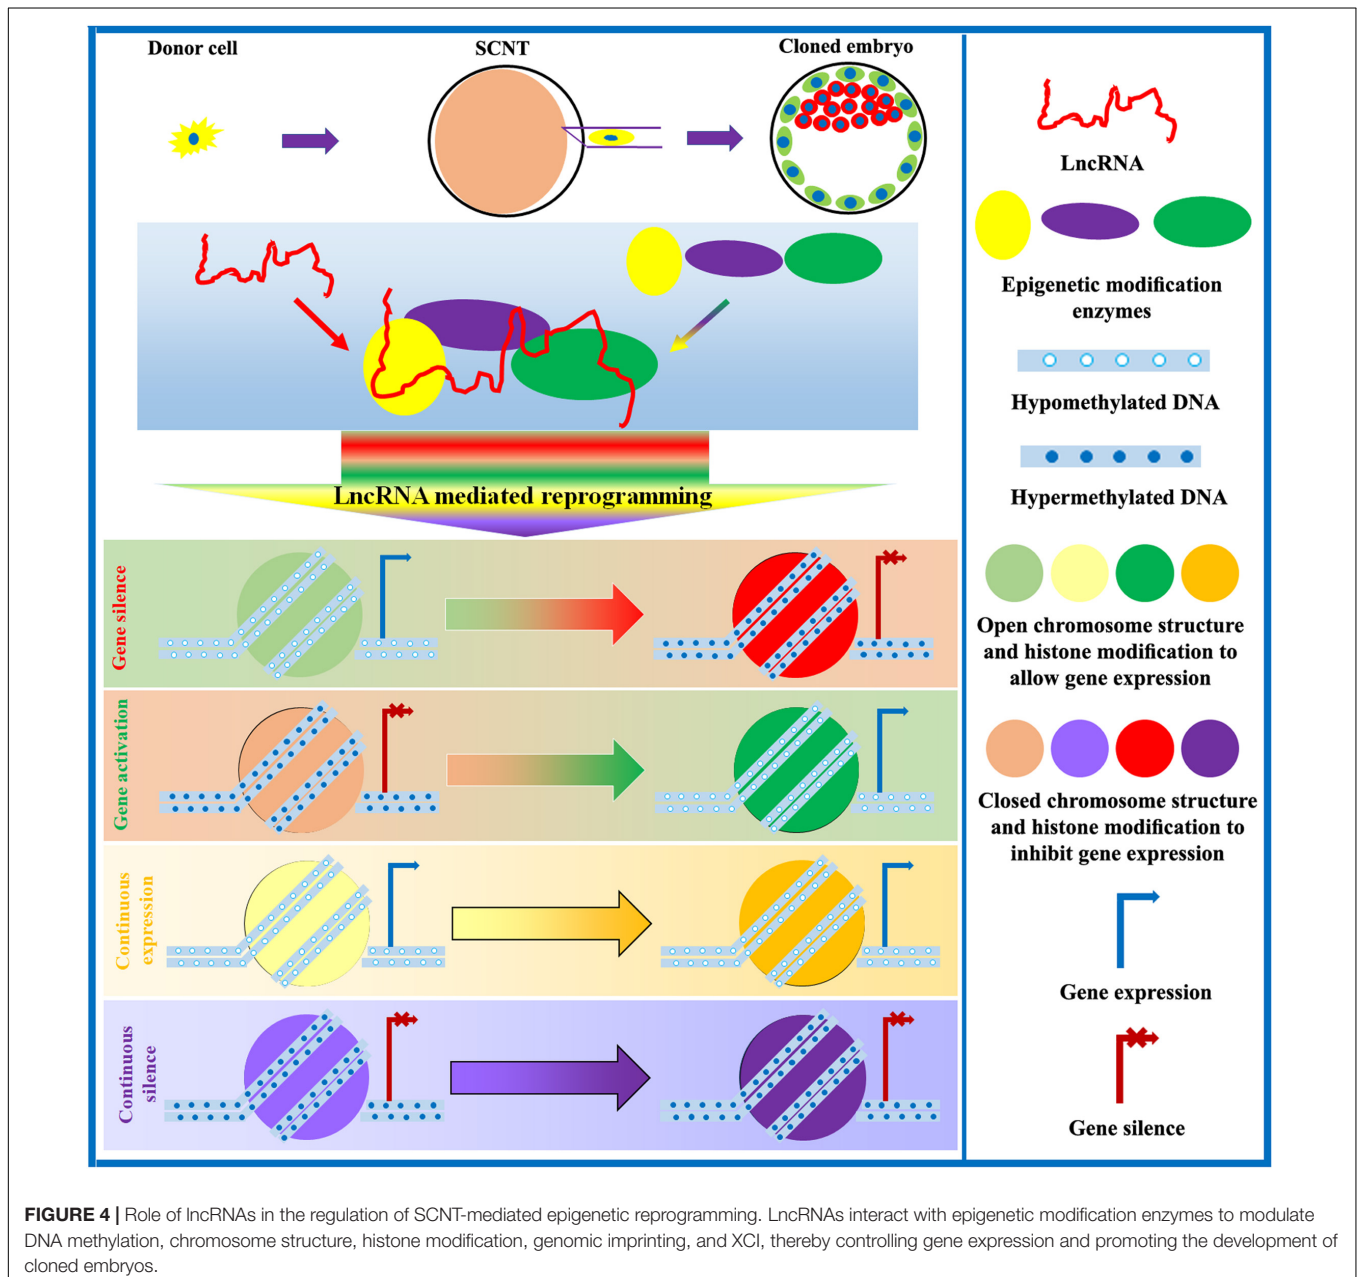 Donor cell
SCNT
Cloned embryo
LncRNA mediated reprogramming
Gene silence
Gene activation
Continuous
expression
Continuous
silence
LncRNA
Epigenetic modification
enzymes
Hypomethylated DNA
Hypermethylated DNA
Open chromosome structure
and histone modification to
allow gene expression
Closed chromosome structure
and histone modification to
inhibit gene expression
Gene expression
Gene silence
FIGURE 4 | Role of lncRNAs in the regulation of SCNT-mediated epigenetic reprogramming. LncRNAs interact with epigenetic modification enzymes to modulate
DNA methylation, chromosome structure, histone modification, genomic imprinting, and XCI, thereby controlling gene expression and promoting the development of
cloned embryos.